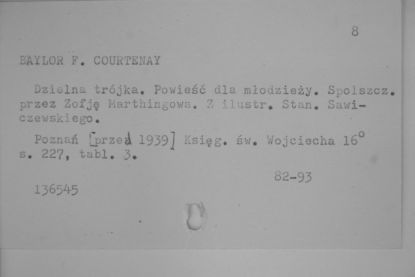 8
BAYLOR F. COURTENAY
Dzielna trójka. Powieść dla młodzieży. Spolszcz.
przez Zofję Harthingowa. Z ilustr. Stan. Sawi-
czewskiego.
Poznań [przed 1939] Księg. św. Wojciecha 16°
s. 227, tabl. 3.
82-93
136545